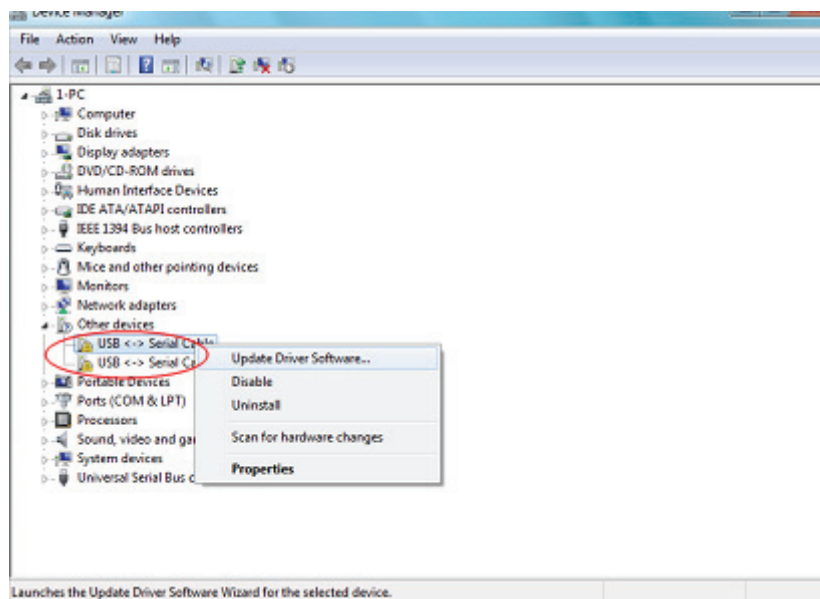 Device Manager
File Action View Help
1-PC
Computer
Disk drives
Display adapters
DVD/CD-ROM drives
Human Interface Devices
IDE ATA/ATAPI controllers
IEEE 1394 Bus host controllers
Keyboards
Mice and other pointing devices
Monitors
Network adapters
Other devices
USB <-> Serial Cable
USB <-> Serial Ca
Portable Devices
Ports (COM & LPT)
Processors
Sound, video and ga
System devices
Universal Serial Bus c
Update Driver Software...
Disable
Uninstall
Scan for hardware changes
Properties
Launches the Update Driver Software Wizard for the selected device.